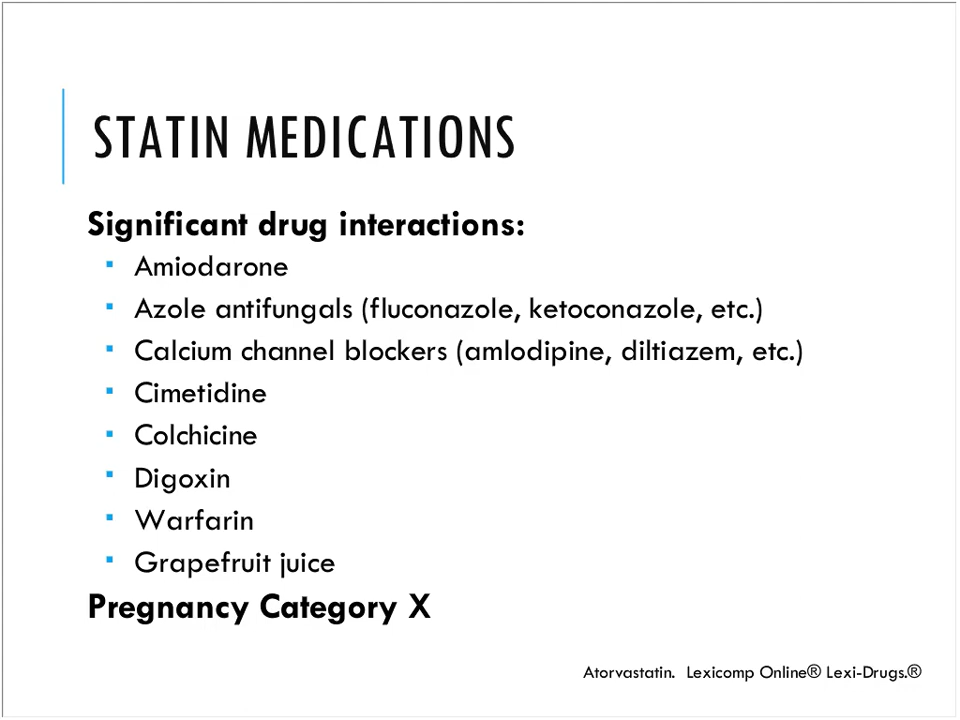 STATIN MEDICATIONS
Significant drug interactions:
▪ Amiodarone
▪ Azole antifungals (fluconazole, ketoconazole, etc.)
▪ Calcium channel blockers (amlodipine, diltiazem, etc.)
▪ Cimetidine
▪ Colchicine
▪ Digoxin
▪ Warfarin
▪ Grapefruit juice
Pregnancy Category X
Atorvastatin. Lexicomp Online® Lexi-Drugs.®